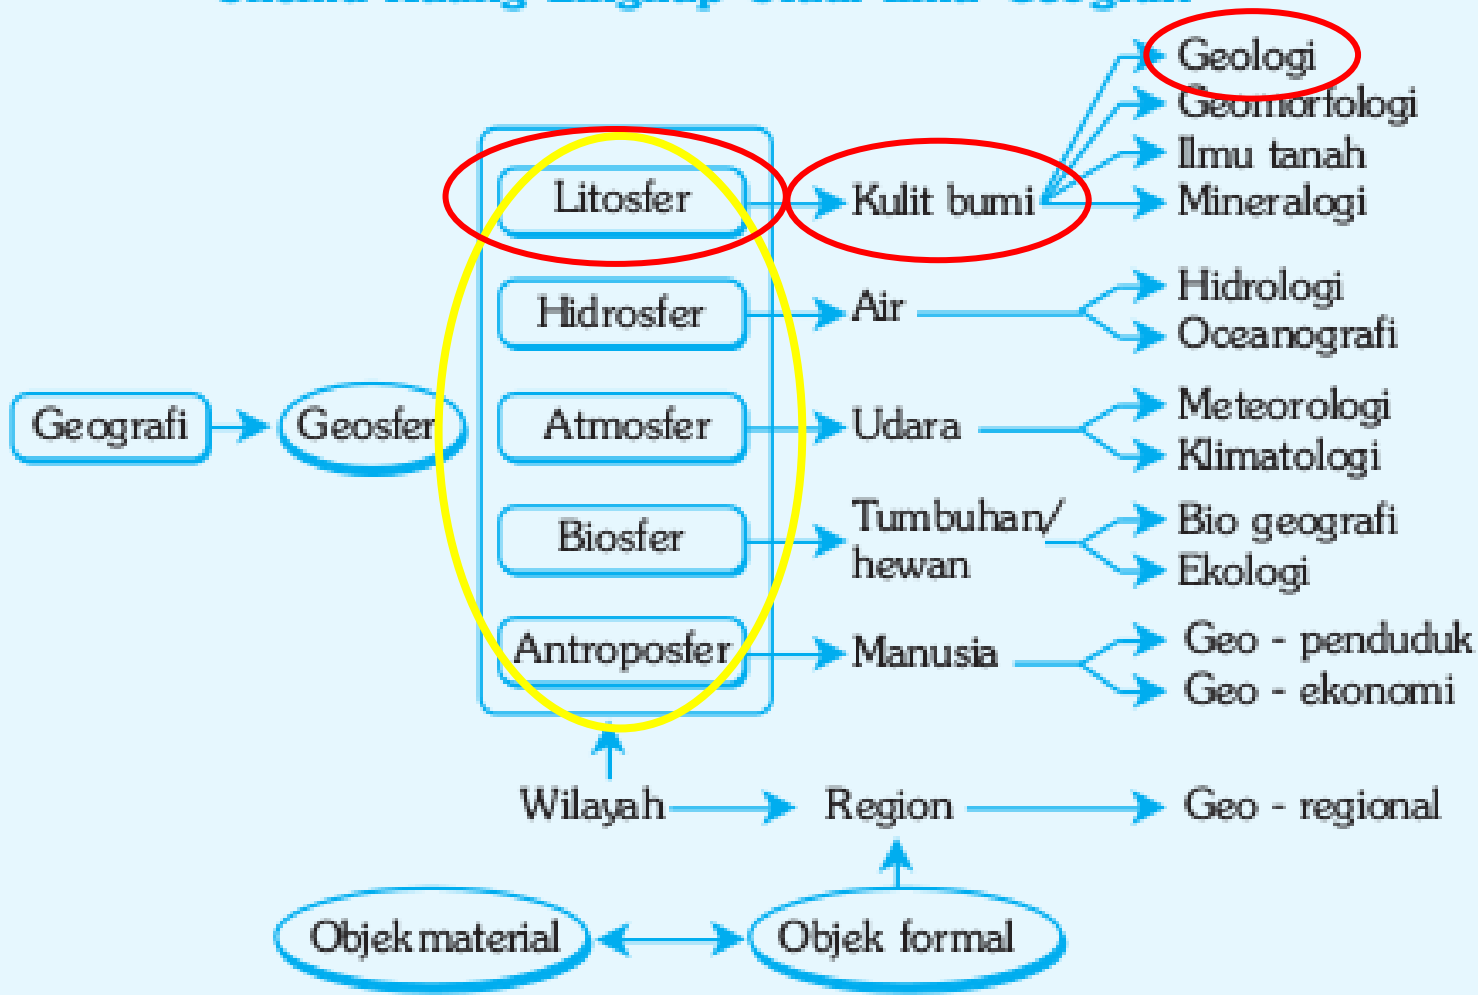 Geologi
Geomorfologi
Ilmu tanah
Mineralogi
Litosfer
Kulit bumi
Hidrosfer
Air
Hidrologi
Oceanografi
Geografi
Geosfer
Atmosfer
Udara
Meteorologi
Klimatologi
Biosfer
Tumbuhan/
hewan
Bio geografi
Ekologi
Antroposfer
Manusia
Geo - penduduk
Geo - ekonomi
Wilayah
Region
Geo - regional
Objek material
Objek formal